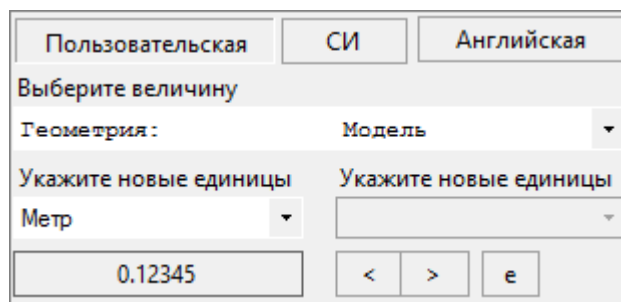 Пользовательская СИ Английская
Выберите величину
Геометрия: Модель
Укажите новые единицы Укажите новые единицы
Метр
0.12345 < > e